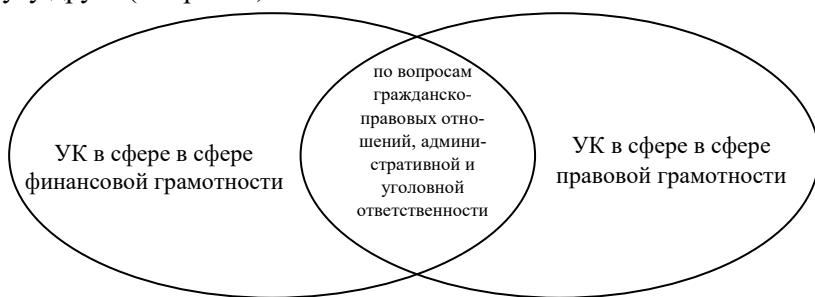 по вопросам
гражданско-
правовых отно-
шений, админи-
стративной и
уголовной
ответственности
УК в сфере в сфере
финансовой грамотности
УК в сфере в сфере
правовой грамотности